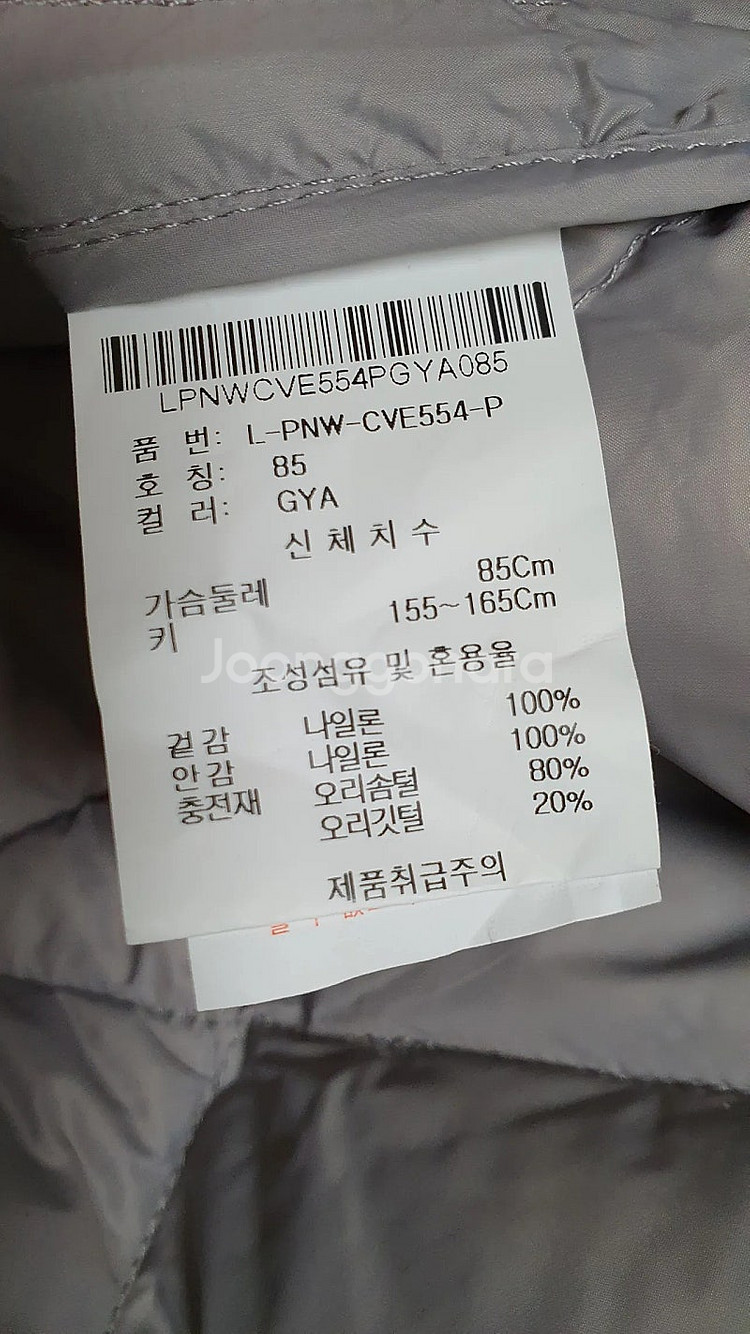 LPNWCVE554PGYA085
품 번: L-PNW-CVE554-P
호 칭: 85
컬 러: GYA
신 체 치 수
가슴둘레 85Cm
키 155~165Cm
조성섬유 및 혼용율
Joonggonara
겉감 나일론 100%
안감 나일론 100%
충전재 오리솜털 80%
오리깃털 20%
제품취급주의